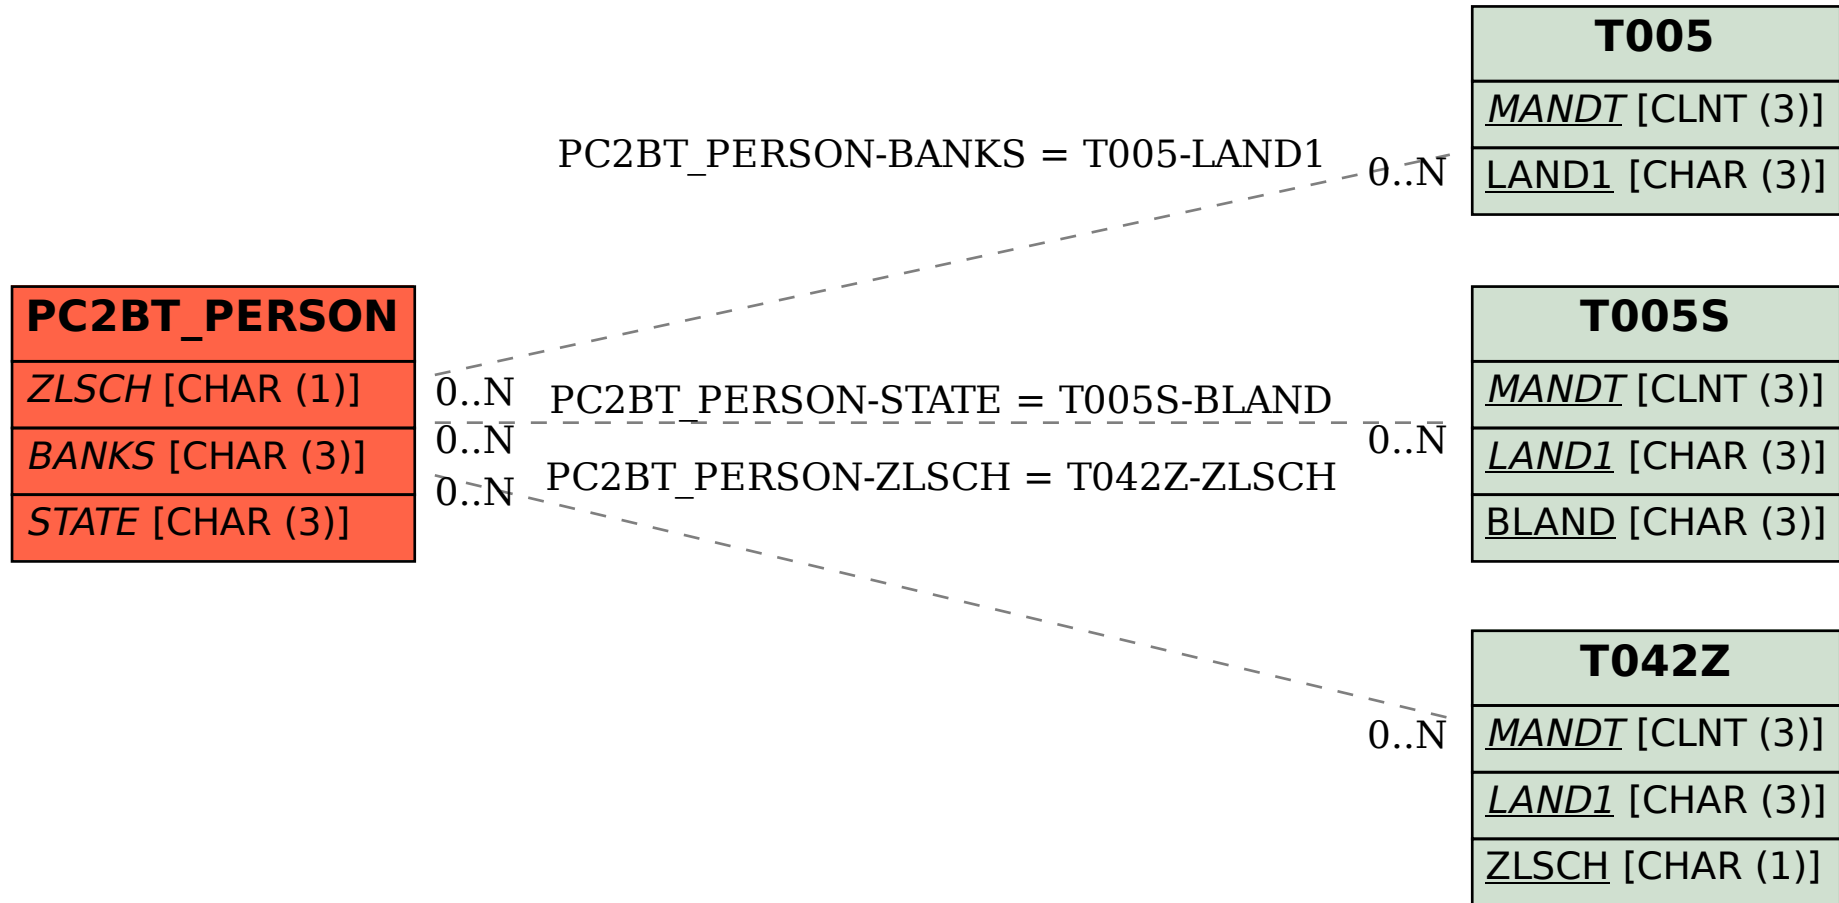 PC2BT_PERSON
ZLSCH [CHAR (1)]
BANKS [CHAR (3)]
STATE [CHAR (3)]
PC2BT_PERSON-BANKS = T005-LAND1
0..N
0..N
PC2BT_PERSON-STATE = T005S-BLAND
0..N
0..N
PC2BT_PERSON-ZLSCH = T042Z-ZLSCH
0..N
0..N
T005
MANDT [CLNT (3)]
LAND1 [CHAR (3)]
T005S
MANDT [CLNT (3)]
LAND1 [CHAR (3)]
BLAND [CHAR (3)]
T042Z
MANDT [CLNT (3)]
LAND1 [CHAR (3)]
ZLSCH [CHAR (1)]